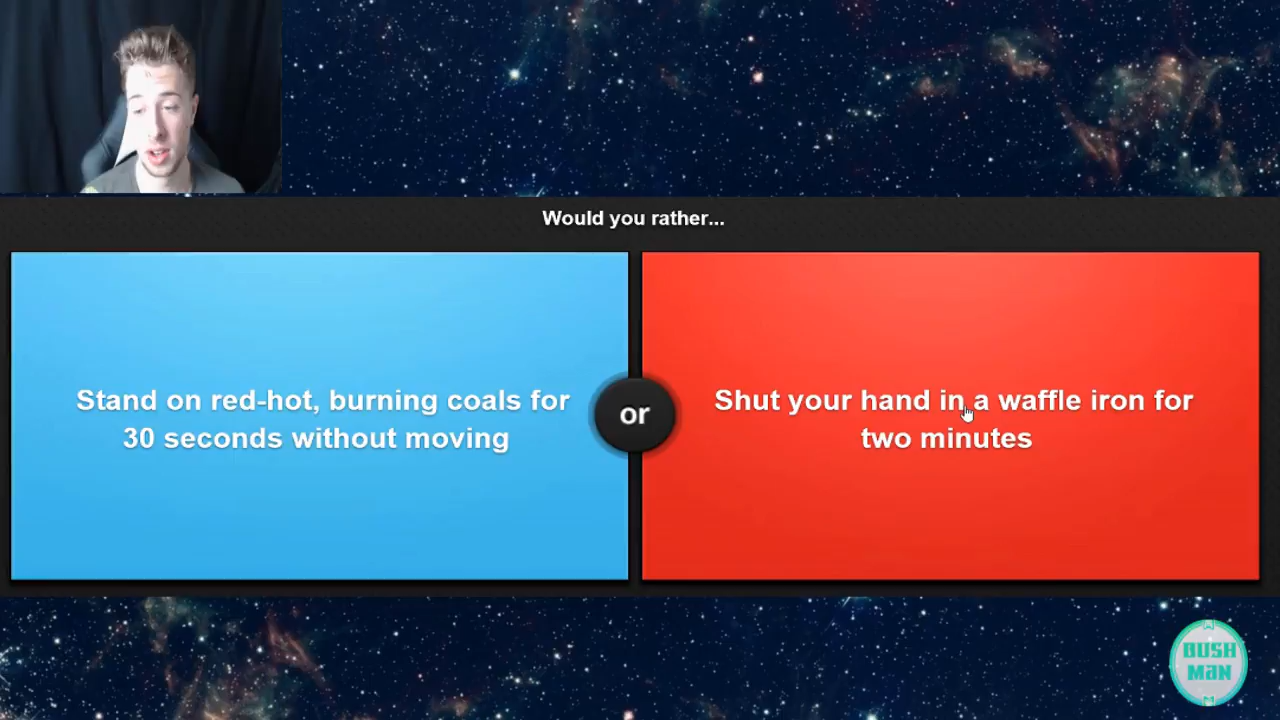 Would you rather...
Stand on red-hot, burning coals for
30 seconds without moving
or
Shut your hand in a waffle iron for
two minutes
BUSH
MAN